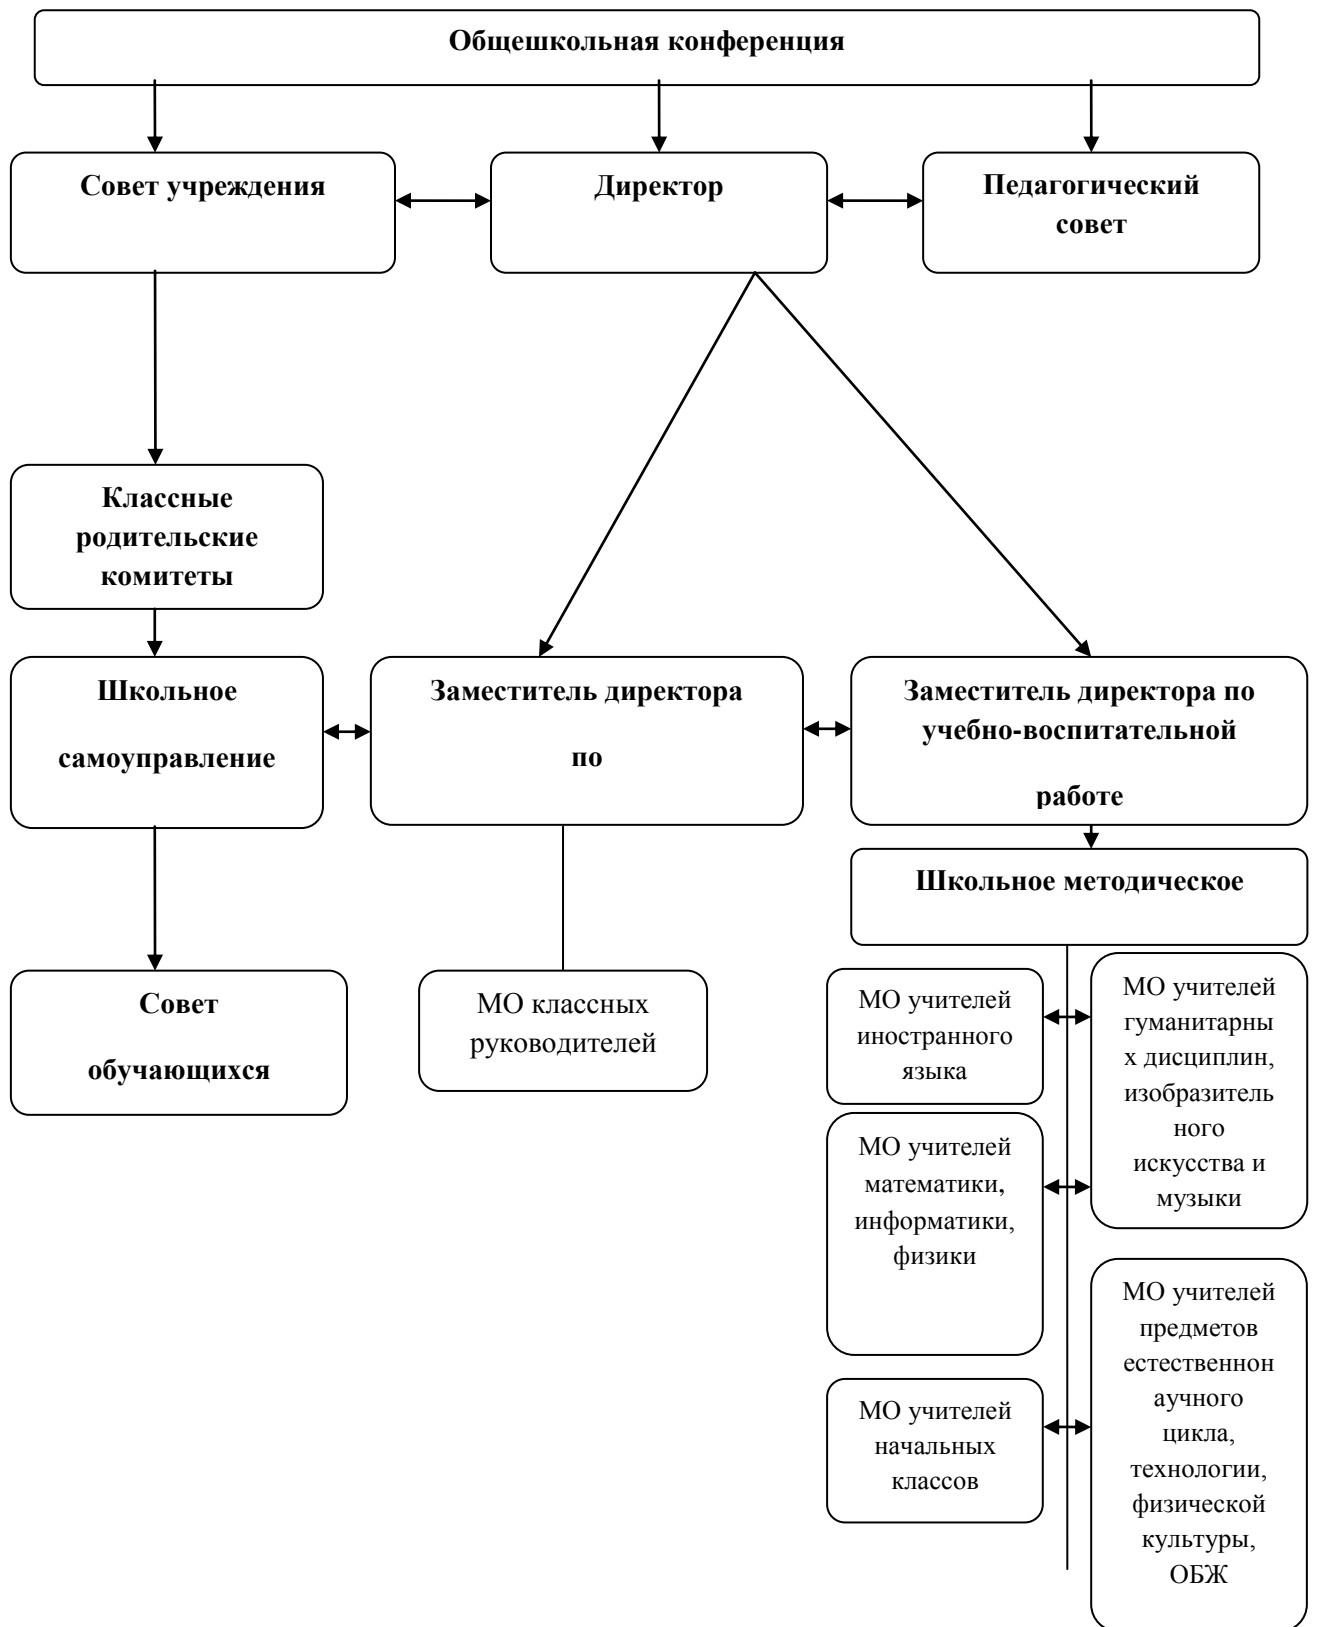 Общешкольная конференция
Совет учреждения
Директор
Педагогический
совет
Классные
родительские
комитеты
Школьное
самоуправление
Заместитель директора
по
Заместитель директора по
учебно-воспитательной
работе
Школьное методическое
Совет
обучающихся
МО классных
руководителей
МО учителей
иностранного
языка
МО учителей
гуманитарны
х дисциплин,
изобразитель
ного
искусства и
музыки
МО учителей
математики,
информатики,
физики
МО учителей
предметов
естественнон
аучного
цикла,
технологии,
физической
культуры,
ОБЖ
МО учителей
начальных
классов